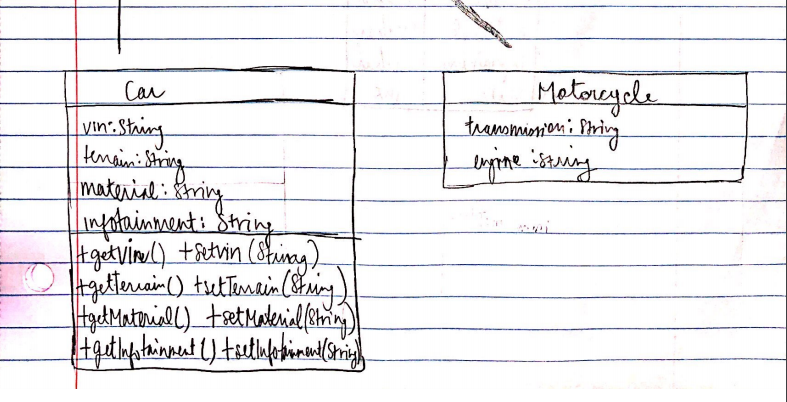 Car
vin: String
terrain: String
material: String
infotainment: String
+getVin() +setvin (String)
+getTerrain() +setTerrain (String)
+getMaterial() +setMaterial (String)
+getInfotainment () +setInfotainment (String)
Motorcycle
transmission: String
engine : String